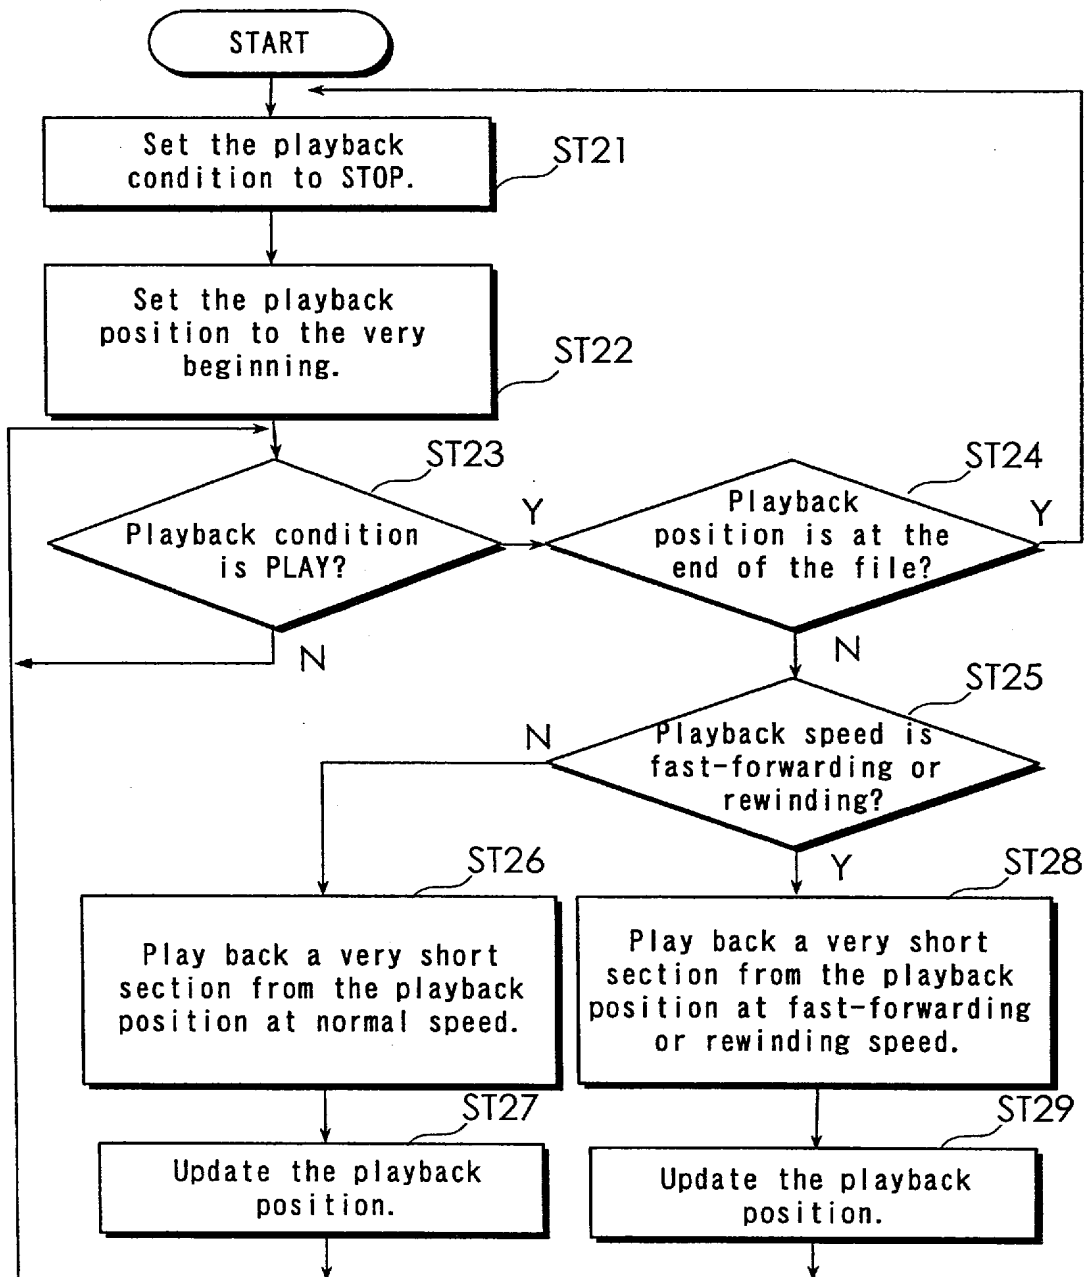 START
Set the playback
condition to STOP.
ST21
Set the playback
position to the very
beginning.
ST22
ST23
Playback condition
is PLAY?
Y
N
ST24
Playback
position is at the
end of the file?
Y
N
ST25
Playback speed is
fast-forwarding or
rewinding?
N
Y
ST26
Play back a very short
section from the playback
position at normal speed.
ST28
Play back a very short
section from the playback
position at fast-forwarding
or rewinding speed.
ST27
Update the playback
position.
ST29
Update the playback
position.